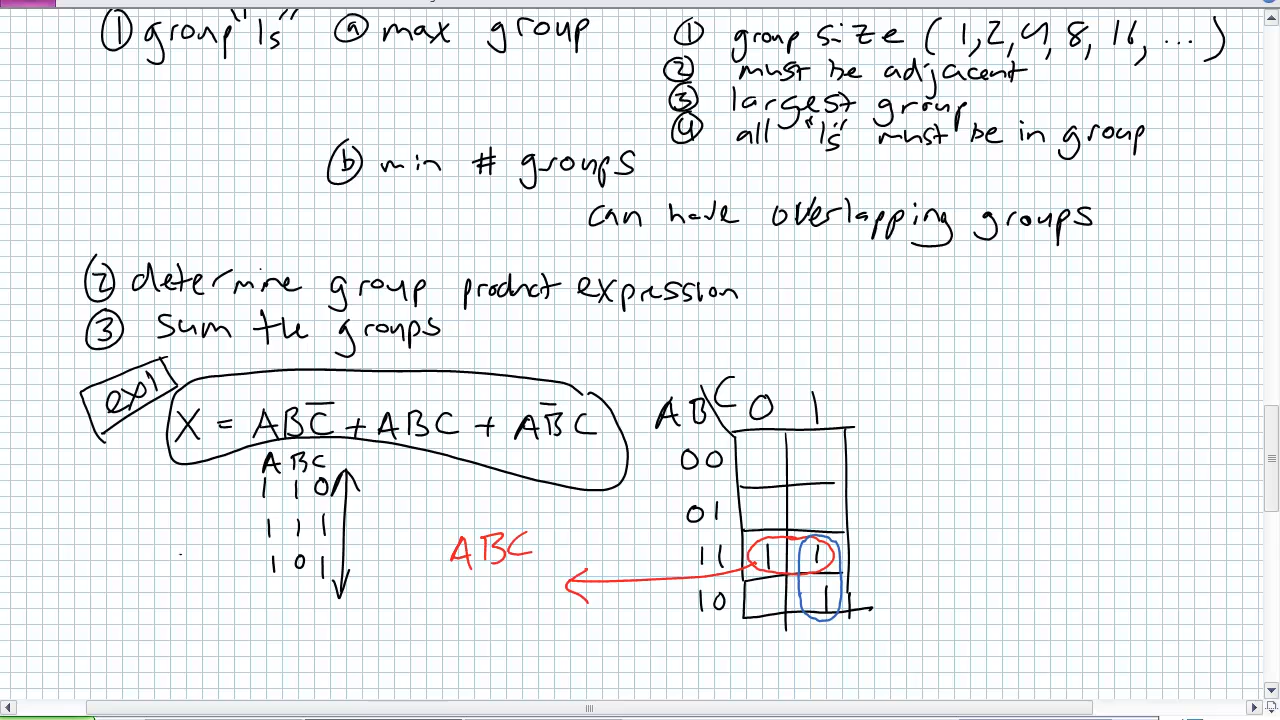 ① group "1s" ⓐ max group
① group size (1,2,4,8,16,...)
② must be adjacent
③ largest group
④ all "1s" must be in group
ⓑ min # groups
can have overlapping groups
② determine group product expression
③ sum the groups
ex1
X = ABC̅ + ABC + AB̅C
A B C
1 1 0
1 1 1
1 0 1
ABC
AB\C 0 1
00
01
11 1 1
10 1